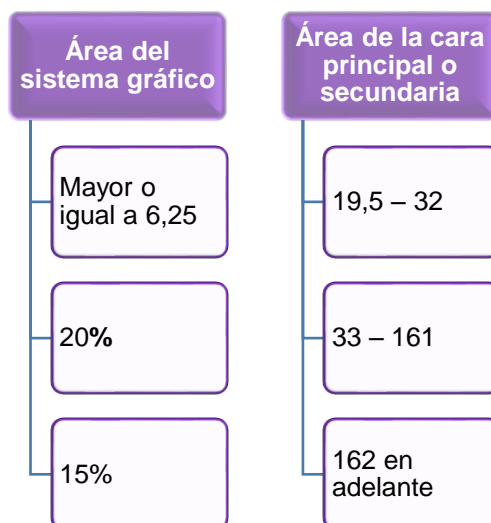 Área del
sistema gráfico
Mayor o
igual a 6,25
20%
15%
Área de la cara
principal o
secundaria
19,5 – 32
33 – 161
162 en
adelante